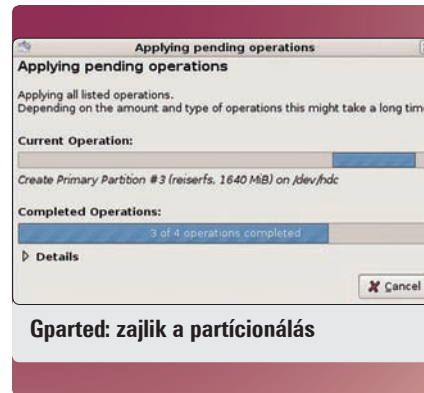 Applying pending operations
Applying pending operations
Applying all listed operations.
Depending on the amount and type of operations this might take a long tim
Current Operation:
Create Primary Partition #3 (reiserfs, 1640 MiB) on /dev/hdc
Completed Operations:
3 of 4 operations completed
Details
Cancel
Gparted: zajlik a partícionálás